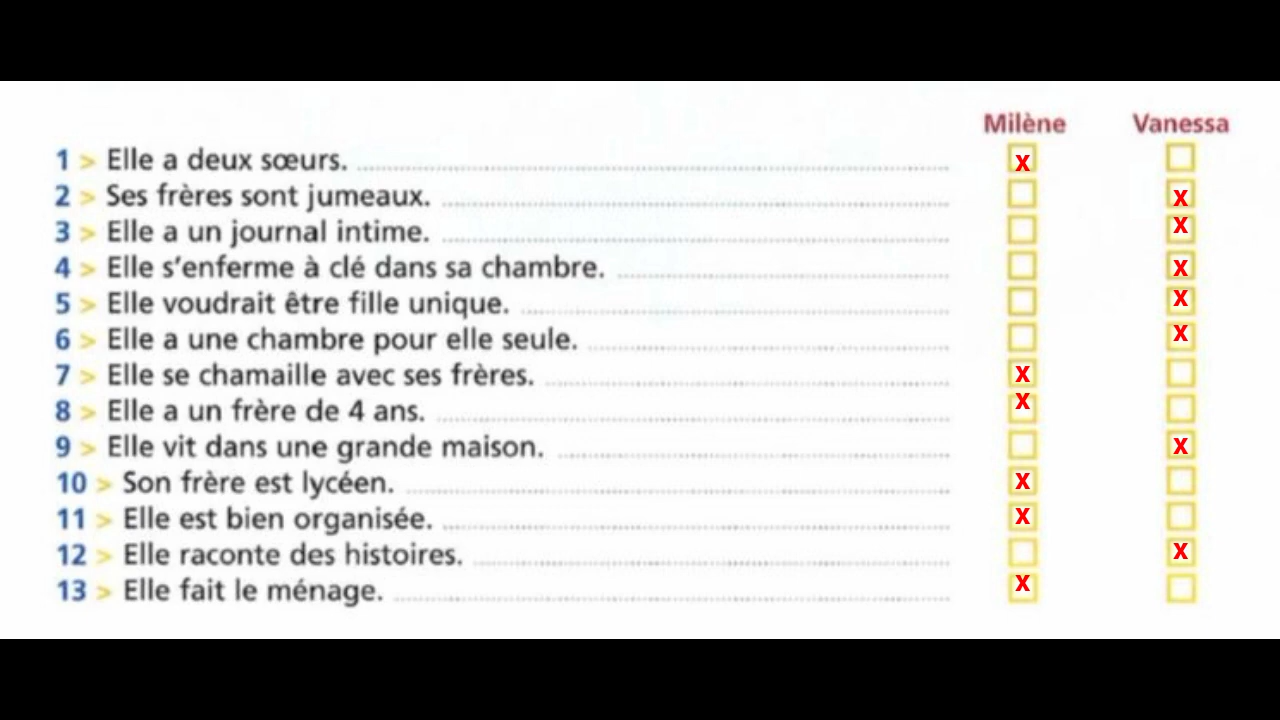 Milène Vanessa
1 > Elle a deux sœurs. x
2 > Ses frères sont jumeaux. x
3 > Elle a un journal intime. x
4 > Elle s'enferme à clé dans sa chambre. x
5 > Elle voudrait être fille unique. x
6 > Elle a une chambre pour elle seule. x
7 > Elle se chamaille avec ses frères. x
8 > Elle a un frère de 4 ans. x
9 > Elle vit dans une grande maison. x
10 > Son frère est lycéen. x
11 > Elle est bien organisée. x
12 > Elle raconte des histoires. x
13 > Elle fait le ménage. x